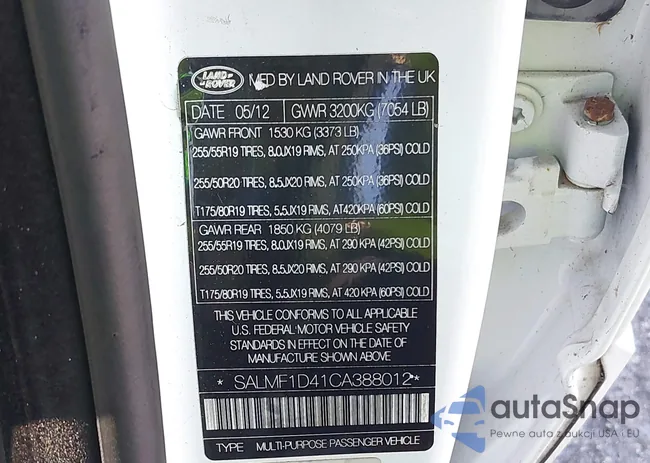 LAND ROVER MFD BY LAND ROVER IN THE UK
DATE 05/12 GWVR 3200KG (7054 LB)
GAWR FRONT 1530 KG (3373 LB)
255/55R19 TIRES, 8.0JX19 RIMS, AT 250KPA (36PSI) COLD
255/50R20 TIRES, 8.5JX20 RIMS, AT 250KPA (36PSI) COLD
T175/80R19 TIRES, 5.5JX19 RIMS, AT420KPA (60PSI) COLD
GAWR REAR 1850 KG (4079 LB)
255/55R19 TIRES, 8.0JX19 RIMS, AT 290 KPA (42PSI) COLD
255/50R20 TIRES, 8.5JX20 RIMS, AT 290 KPA (42PSI) COLD
T175/80R19 TIRES, 5.5JX19 RIMS, AT 420 KPA (60PSI) COLD
THIS VEHICLE CONFORMS TO ALL APPLICABLE
U.S. FEDERAL MOTOR VEHICLE SAFETY
STANDARDS IN EFFECT ON THE DATE OF
MANUFACTURE SHOWN ABOVE
*SALMF1D41CA388012*
TYPE MULTI-PURPOSE PASSENGER VEHICLE
autaSnap
Pewne auta z aukcji USA i EU